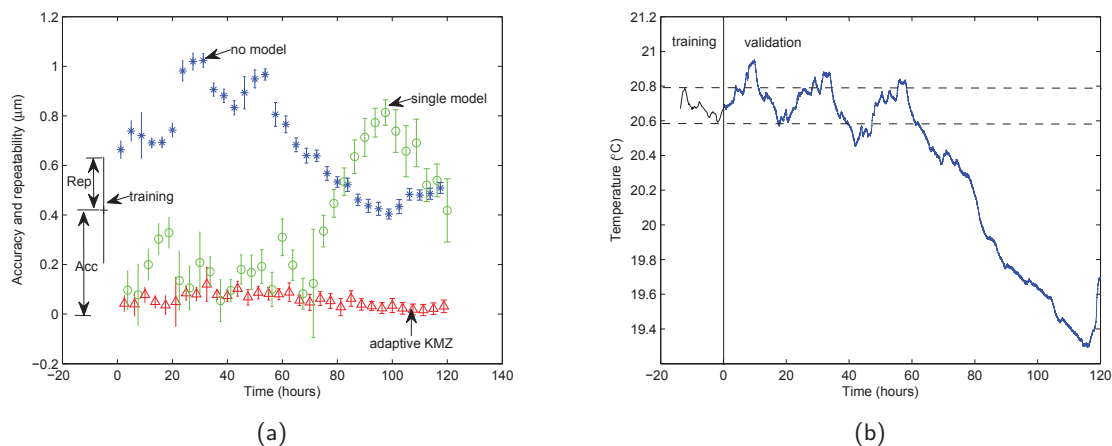 Accuracy and repeatability (μm)
1.2
1
0.8
0.6
0.4
0.2
0
−0.2
no model
single model
Rep
training
Acc
adaptive KMZ
−20 0 20 40 60 80 100 120 140
Time (hours)
(a)
Temperature (°C)
21.2
21
20.8
20.6
20.4
20.2
20
19.8
19.6
19.4
19.2
training validation
−20 0 20 40 60 80 100 120
Time (hours)
(b)